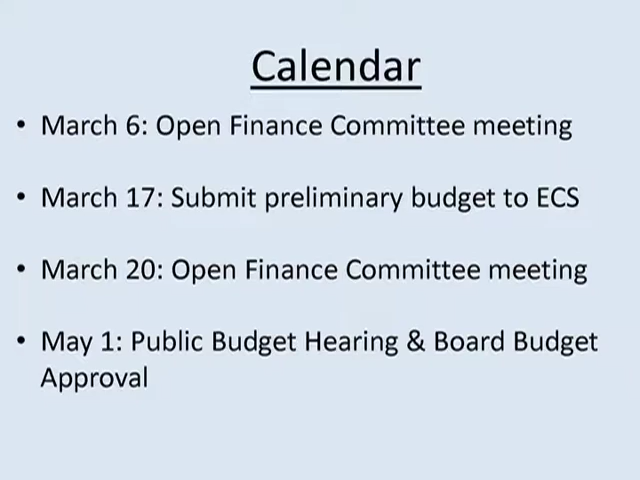 Calendar
• March 6: Open Finance Committee meeting
• March 17: Submit preliminary budget to ECS
• March 20: Open Finance Committee meeting
• May 1: Public Budget Hearing & Board Budget
Approval